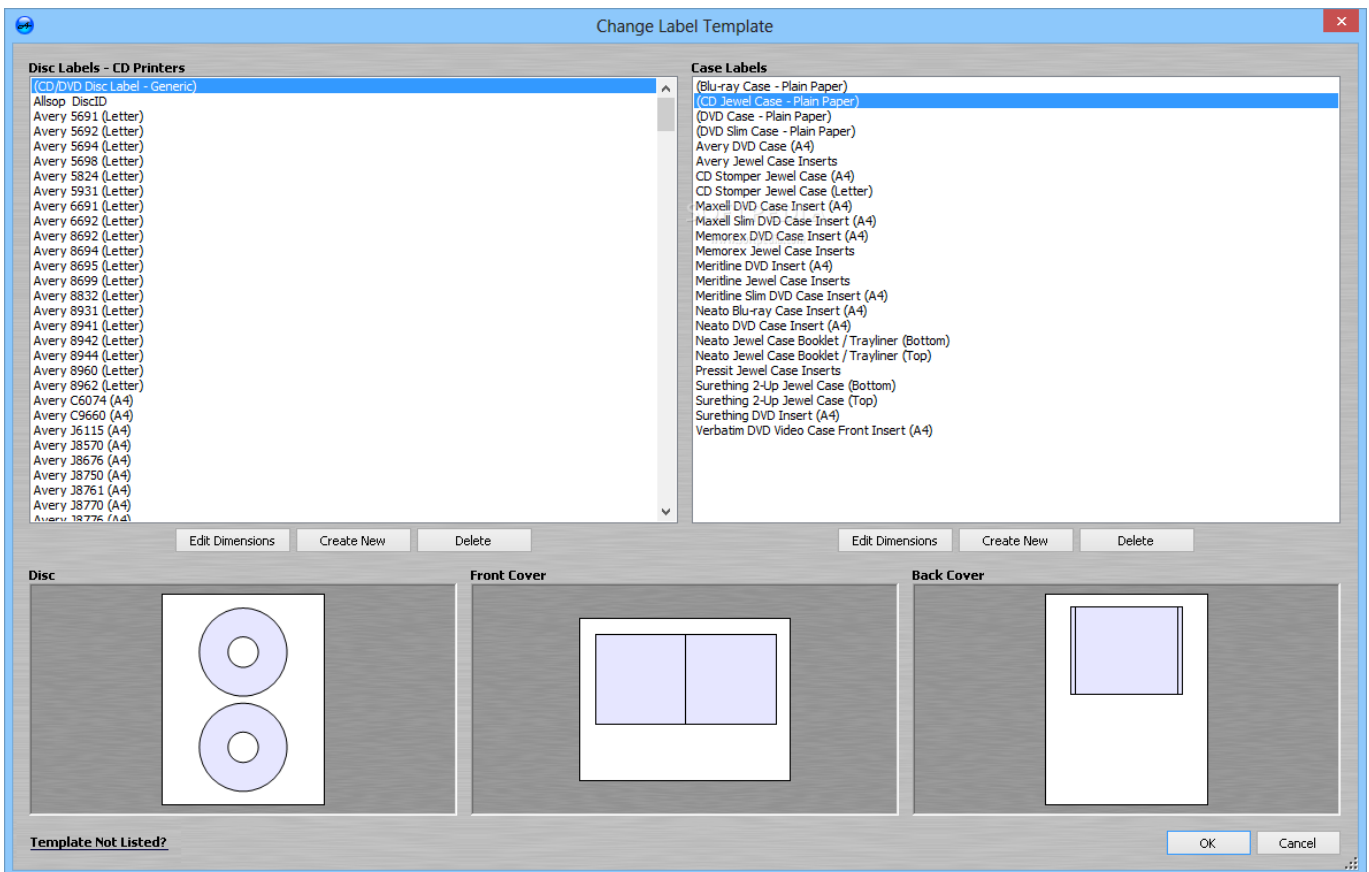 Change Label Template
Disc Labels - CD Printers
(CD/DVD Disc Label - Generic)
Allsop DiscID
Avery 5691 (Letter)
Avery 5692 (Letter)
Avery 5694 (Letter)
Avery 5698 (Letter)
Avery 5824 (Letter)
Avery 5931 (Letter)
Avery 6691 (Letter)
Avery 6692 (Letter)
Avery 8692 (Letter)
Avery 8694 (Letter)
Avery 8695 (Letter)
Avery 8699 (Letter)
Avery 8832 (Letter)
Avery 8931 (Letter)
Avery 8941 (Letter)
Avery 8942 (Letter)
Avery 8944 (Letter)
Avery 8960 (Letter)
Avery 8962 (Letter)
Avery C6074 (A4)
Avery C9660 (A4)
Avery J6115 (A4)
Avery J8570 (A4)
Avery J8676 (A4)
Avery J8750 (A4)
Avery J8761 (A4)
Avery J8770 (A4)
Avery J8776 (A4)
Edit Dimensions
Create New
Delete
Case Labels
(Blu-ray Case - Plain Paper)
(CD Jewel Case - Plain Paper)
(DVD Case - Plain Paper)
(DVD Slim Case - Plain Paper)
Avery DVD Case (A4)
Avery Jewel Case Inserts
CD Stomper Jewel Case (A4)
CD Stomper Jewel Case (Letter)
Maxell DVD Case Insert (A4)
Maxell Slim DVD Case Insert (A4)
Memorex DVD Case Insert (A4)
Memorex Jewel Case Inserts
Meritline DVD Insert (A4)
Meritline Jewel Case Inserts
Meritline Slim DVD Case Insert (A4)
Neato Blu-ray Case Insert (A4)
Neato DVD Case Insert (A4)
Neato Jewel Case Booklet / Trayliner (Bottom)
Neato Jewel Case Booklet / Trayliner (Top)
Pressit Jewel Case Inserts
Surething 2-Up Jewel Case (Bottom)
Surething 2-Up Jewel Case (Top)
Surething DVD Insert (A4)
Verbatim DVD Video Case Front Insert (A4)
Edit Dimensions
Create New
Delete
Disc
Front Cover
Back Cover
Template Not Listed?
OK
Cancel